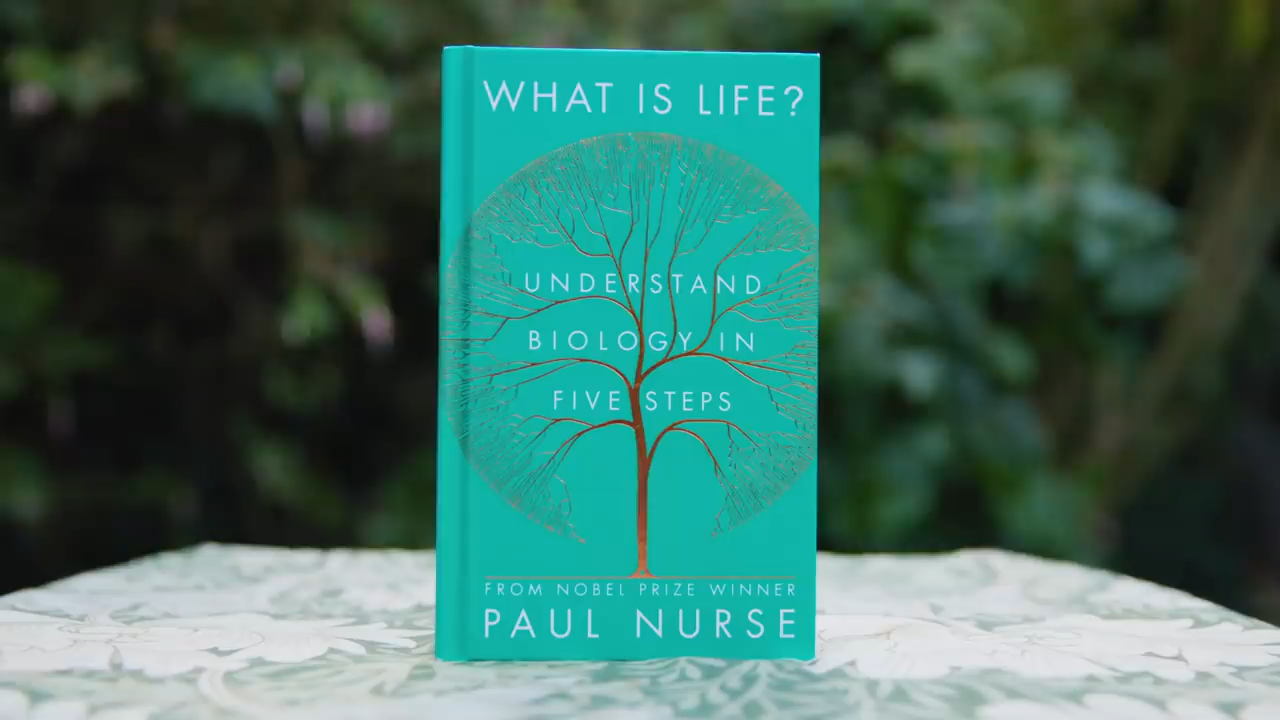 WHAT IS LIFE?
UNDERSTAND
BIOLOGY IN
FIVE STEPS
FROM NOBEL PRIZE WINNER
PAUL NURSE